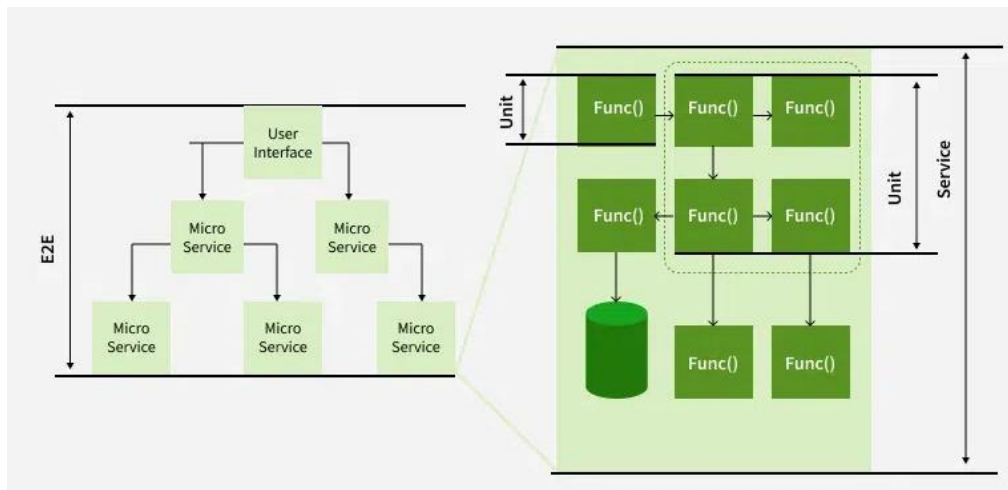 E2E
User
Interface
Micro
Service
Micro
Service
Micro
Service
Micro
Service
Micro
Service
Unit
Func()
Func()
Func()
Func()
Func()
Func()
Func()
Func()
Unit
Service